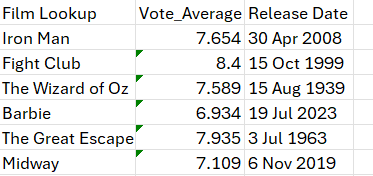 Film Lookup Vote_Average Release Date
Iron Man 7.654 30 Apr 2008
Fight Club 8.4 15 Oct 1999
The Wizard of Oz 7.589 15 Aug 1939
Barbie 6.934 19 Jul 2023
The Great Escape 7.935 3 Jul 1963
Midway 7.109 6 Nov 2019